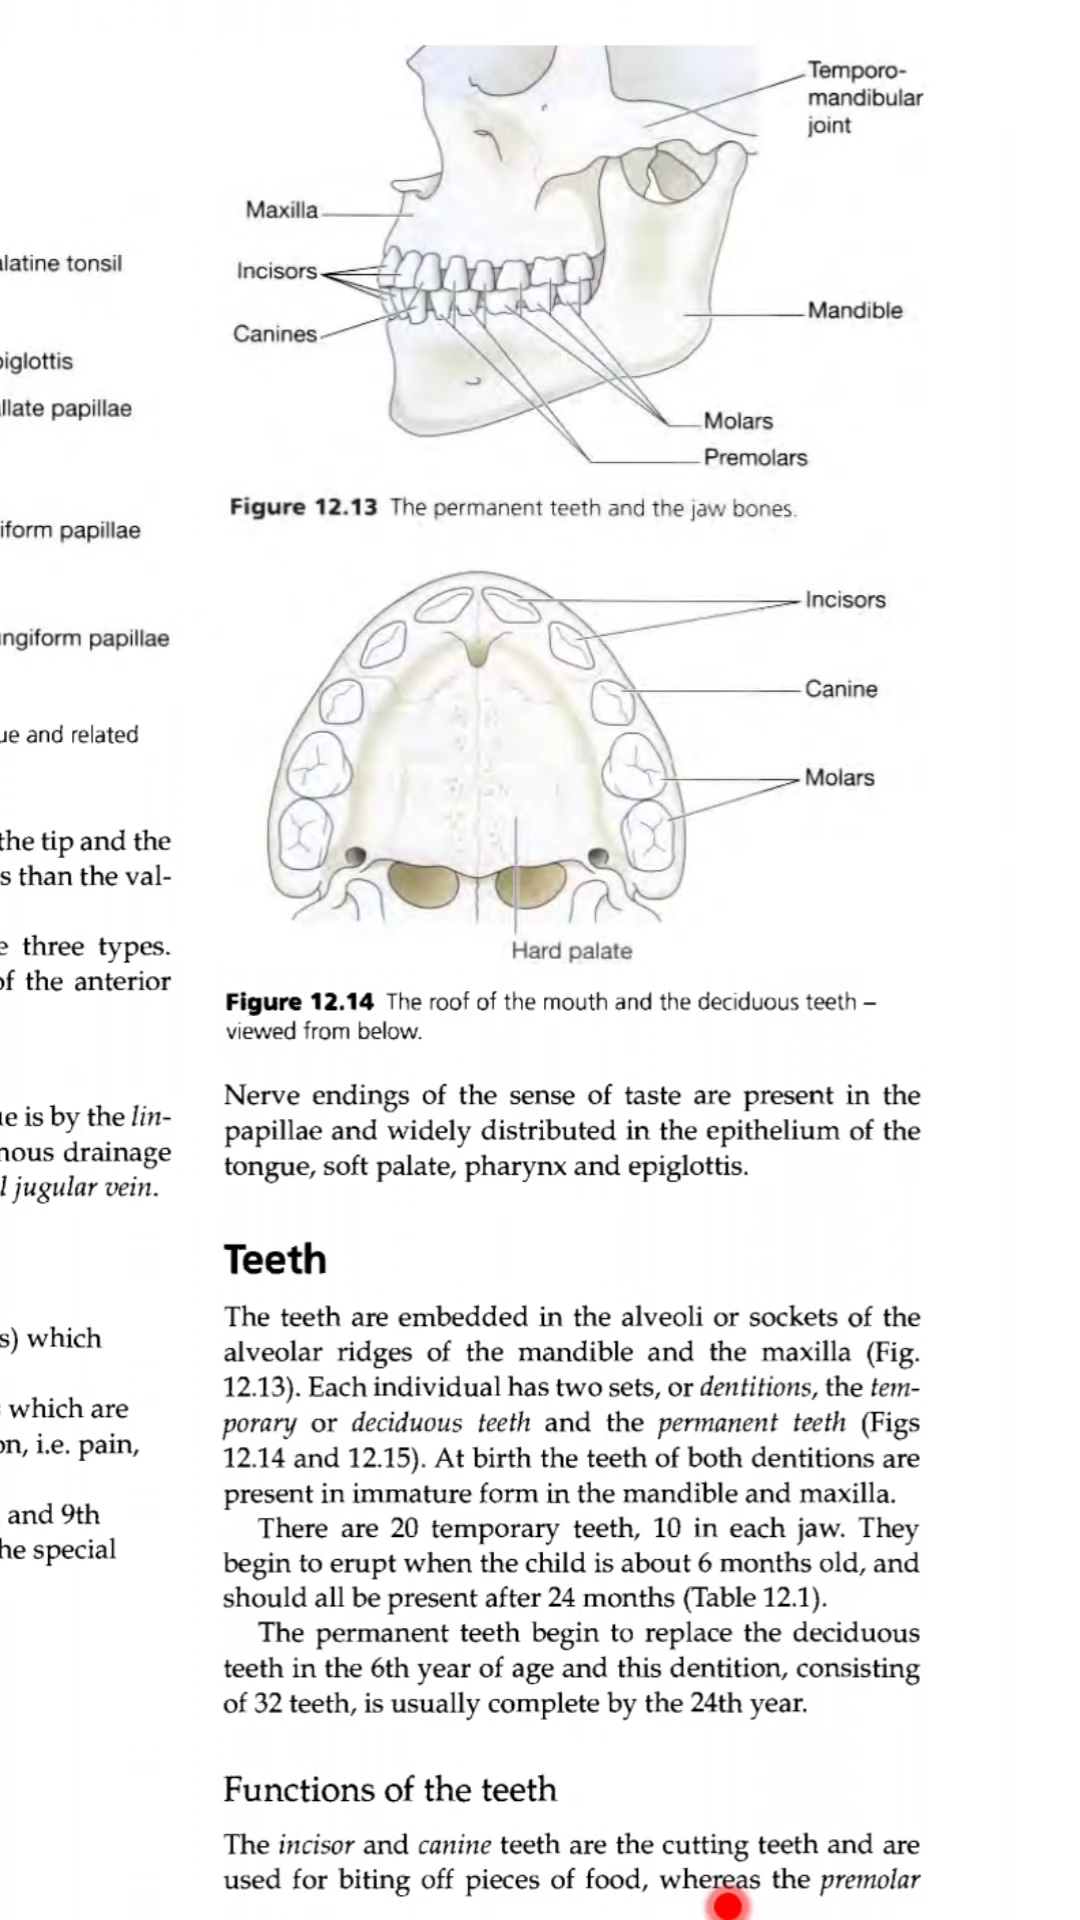 latine tonsil
iglottis
llate papillae
iform papillae
ngiform papillae
ue and related
the tip and the
s than the val-
e three types.
of the anterior
ue is by the lin-
nous drainage
l jugular vein.
s) which
which are
on, i.e. pain,
and 9th
he special
Temporo-
mandibular
joint
Maxilla
Incisors
Canines
Mandible
Molars
Premolars
Figure 12.13 The permanent teeth and the jaw bones.
Incisors
Canine
Molars
Hard palate
Figure 12.14 The roof of the mouth and the deciduous teeth –
viewed from below.
Nerve endings of the sense of taste are present in the
papillae and widely distributed in the epithelium of the
tongue, soft palate, pharynx and epiglottis.
Teeth
The teeth are embedded in the alveoli or sockets of the
alveolar ridges of the mandible and the maxilla (Fig.
12.13). Each individual has two sets, or dentitions, the tem-
porary or deciduous teeth and the permanent teeth (Figs
12.14 and 12.15). At birth the teeth of both dentitions are
present in immature form in the mandible and maxilla.
There are 20 temporary teeth, 10 in each jaw. They
begin to erupt when the child is about 6 months old, and
should all be present after 24 months (Table 12.1).
The permanent teeth begin to replace the deciduous
teeth in the 6th year of age and this dentition, consisting
of 32 teeth, is usually complete by the 24th year.
Functions of the teeth
The incisor and canine teeth are the cutting teeth and are
used for biting off pieces of food, whereas the premolar